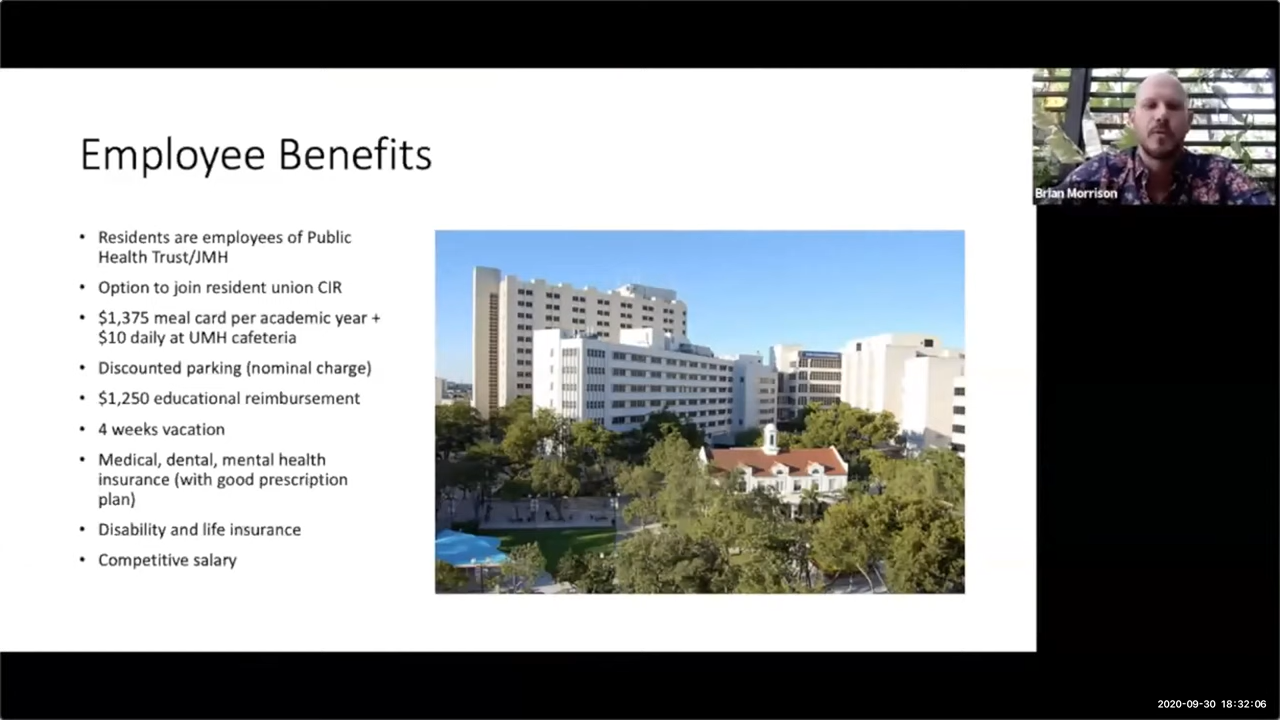 Employee Benefits
• Residents are employees of Public
Health Trust/JMH
• Option to join resident union CIR
• $1,375 meal card per academic year +
$10 daily at UMH cafeteria
• Discounted parking (nominal charge)
• $1,250 educational reimbursement
• 4 weeks vacation
• Medical, dental, mental health
insurance (with good prescription
plan)
• Disability and life insurance
• Competitive salary
Brian Morrison
2020-09-30 18:32:06